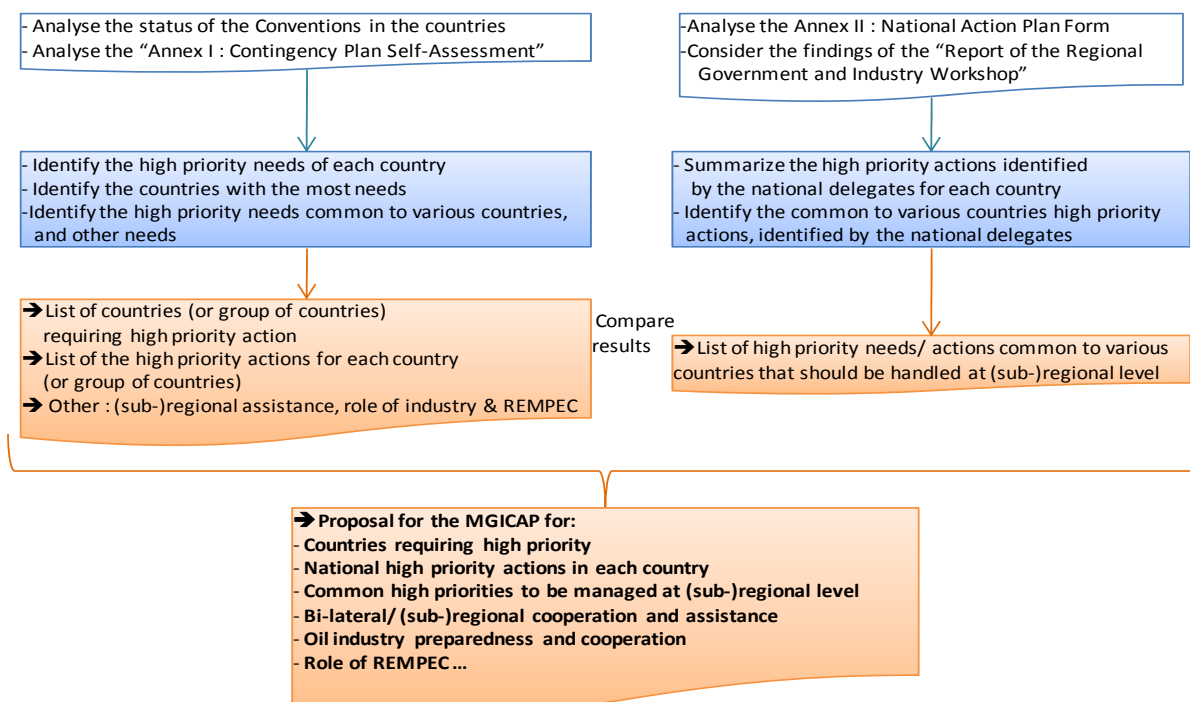 - Analyse the status of the Conventions in the countries
- Analyse the “Annex I : Contingency Plan Self-Assessment”
- Analyse the Annex II : National Action Plan Form
-Consider the findings of the “Report of the Regional
Government and Industry Workshop”
- Identify the high priority needs of each country
- Identify the countries with the most needs
-Identify the high priority needs common to various countries,
and other needs
- Summarize the high priority actions identified
by the national delegates for each country
- Identify the common to various countries high priority
actions, identified by the national delegates
➔ List of countries (or group of countries)
requiring high priority action
➔ List of the high priority actions for each country
(or group of countries)
➔ Other : (sub-)regional assistance, role of industry & REMPEC
Compare
results
➔ List of high priority needs/ actions common to various
countries that should be handled at (sub-)regional level
➔ Proposal for the MGICAP for:
- Countries requiring high priority
- National high priority actions in each country
- Common high priorities to be managed at (sub-)regional level
- Bi-lateral/ (sub-)regional cooperation and assistance
- Oil industry preparedness and cooperation
- Role of REMPEC ...